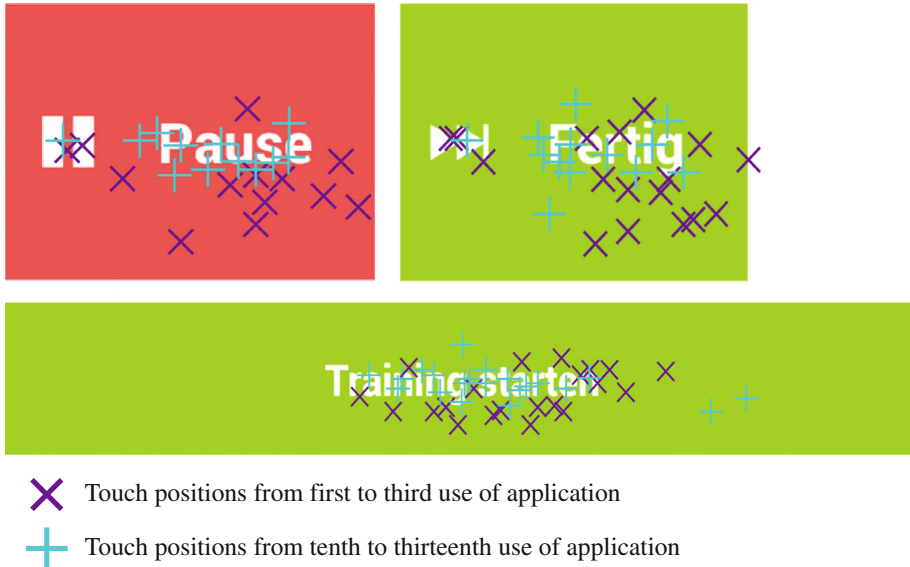 Pause
Fertig
Training starten
Touch positions from first to third use of application
Touch positions from tenth to thirteenth use of application